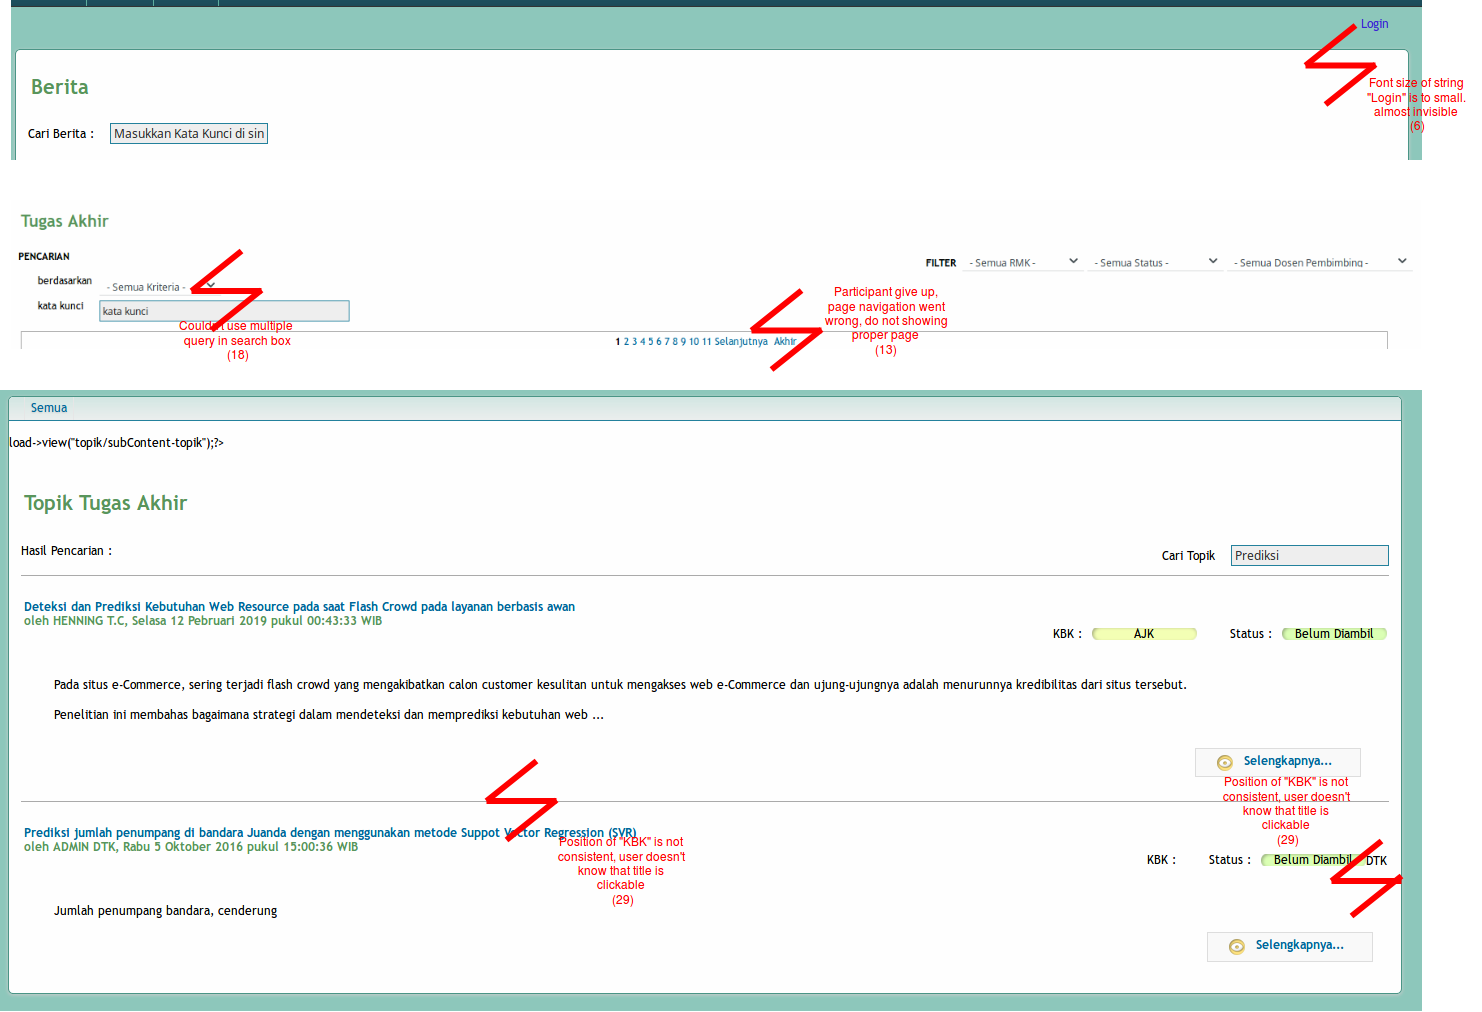 Login
Font size of string
"Login" is to small.
almost invisible
(6)
Berita
Cari Berita :
Masukkan Kata Kunci di sin
Tugas Akhir
PENCARIAN
berdasarkan
- Semua Kriteria -
kata kunci
kata kunci
Couldn't use multiple
query in search box
(18)
FILTER
- Semua RMK -
- Semua Status -
- Semua Dosen Pembimbing -
Participant give up,
page navigation went
wrong, do not showing
proper page
(13)
1 2 3 4 5 6 7 8 9 10 11 Selanjutnya Akhir
Semua
load->view("topik/subContent-topik");?>
Topik Tugas Akhir
Hasil Pencarian :
Cari Topik
Prediksi
Deteksi dan Prediksi Kebutuhan Web Resource pada saat Flash Crowd pada layanan berbasis awan
oleh HENNING T.C, Selasa 12 Pebruari 2019 pukul 00:43:33 WIB
KBK : AJK Status : Belum Diambil
Pada situs e-Commerce, sering terjadi flash crowd yang mengakibatkan calon customer kesulitan untuk mengakses web e-Commerce dan ujung-ujungnya adalah menurunnya kredibilitas dari situs tersebut.
Penelitian ini membahas bagaimana strategi dalam mendeteksi dan memprediksi kebutuhan web ...
Selengkapnya...
Position of "KBK" is not
consistent, user doesn't
know that title is
clickable
(29)
Prediksi jumlah penumpang di bandara Juanda dengan menggunakan metode Suppot Vector Regression (SVR)
oleh ADMIN DTK, Rabu 5 Oktober 2016 pukul 15:00:36 WIB
Position of "KBK" is not
consistent, user doesn't
know that title is
clickable
(29)
KBK : Status : Belum Diambil DTK
Jumlah penumpang bandara, cenderung
Selengkapnya...